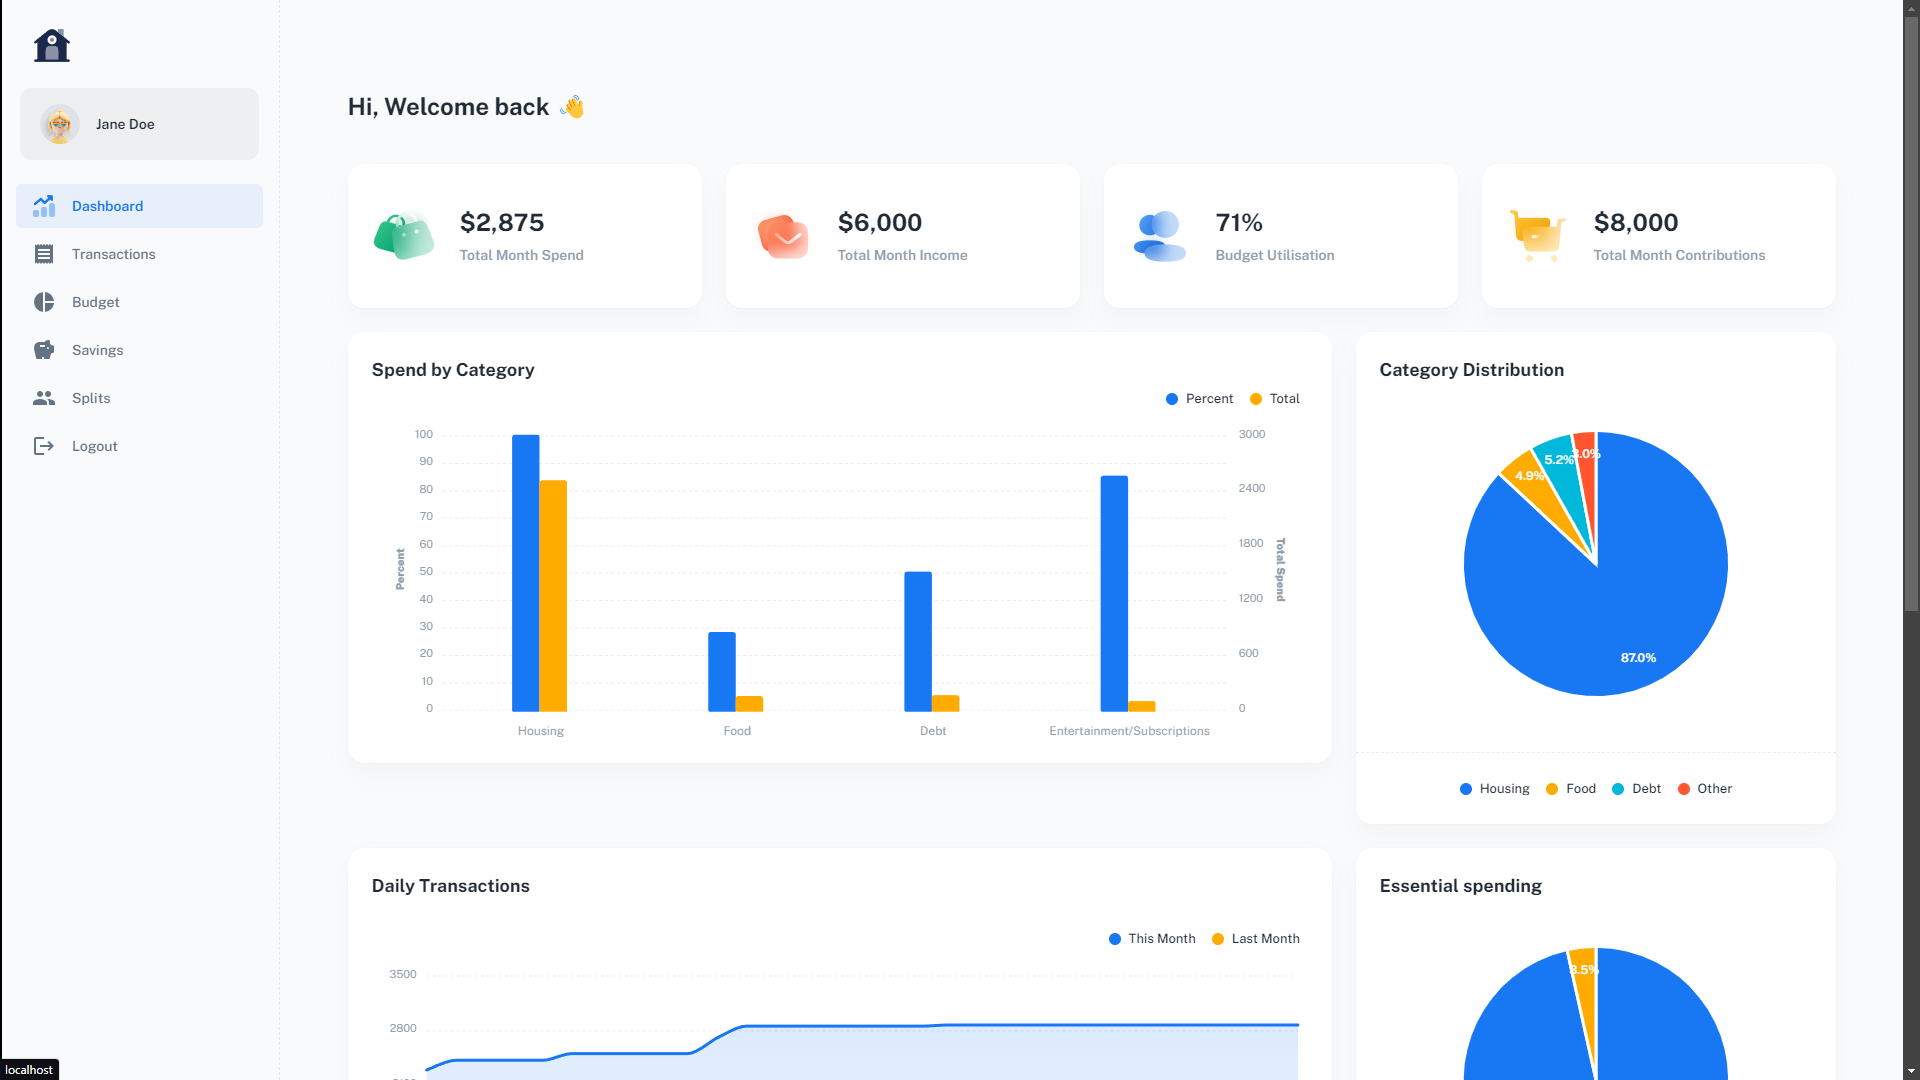 Hi, Welcome back
Jane Doe
Dashboard
Transactions
Budget
Savings
Splits
Logout
$2,875
Total Month Spend
$6,000
Total Month Income
71%
Budget Utilisation
$8,000
Total Month Contributions
Spend by Category
Percent Total
100
90
80
70
60
50
40
30
20
10
0
Percent
3000
2400
1800
1200
600
0
Total Spend
Housing Food Debt Entertainment/Subscriptions
Category Distribution
4.9%
5.2%
3.0%
87.0%
Housing Food Debt Other
Daily Transactions
This Month Last Month
3500
2800
Essential spending
3.5%
localhost